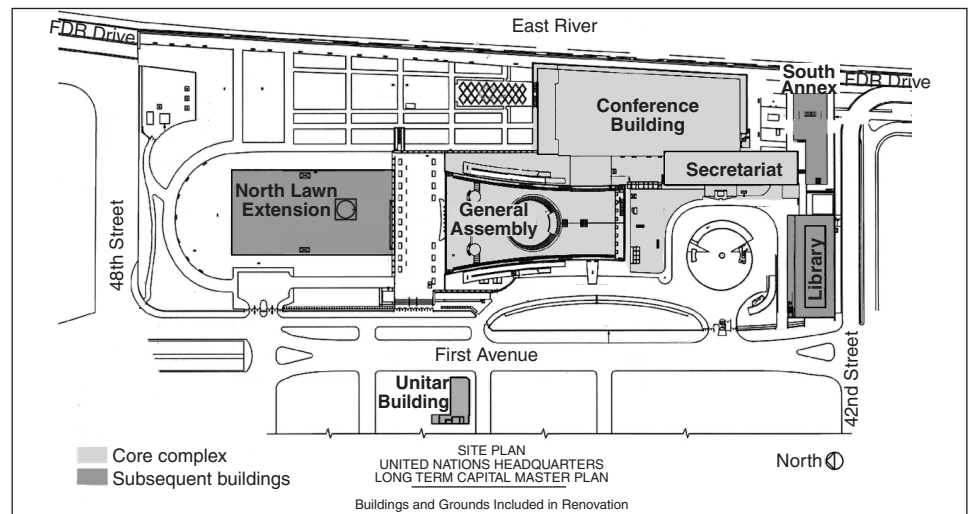 East River
FDR Drive
South
Annex
FDR Drive
Conference
Building
Secretariat
North Lawn
Extension
General
Assembly
48th Street
Library
First Avenue
42nd Street
Unitar
Building
Core complex
Subsequent buildings
SITE PLAN
UNITED NATIONS HEADQUARTERS
LONG TERM CAPITAL MASTER PLAN
North
Buildings and Grounds Included in Renovation